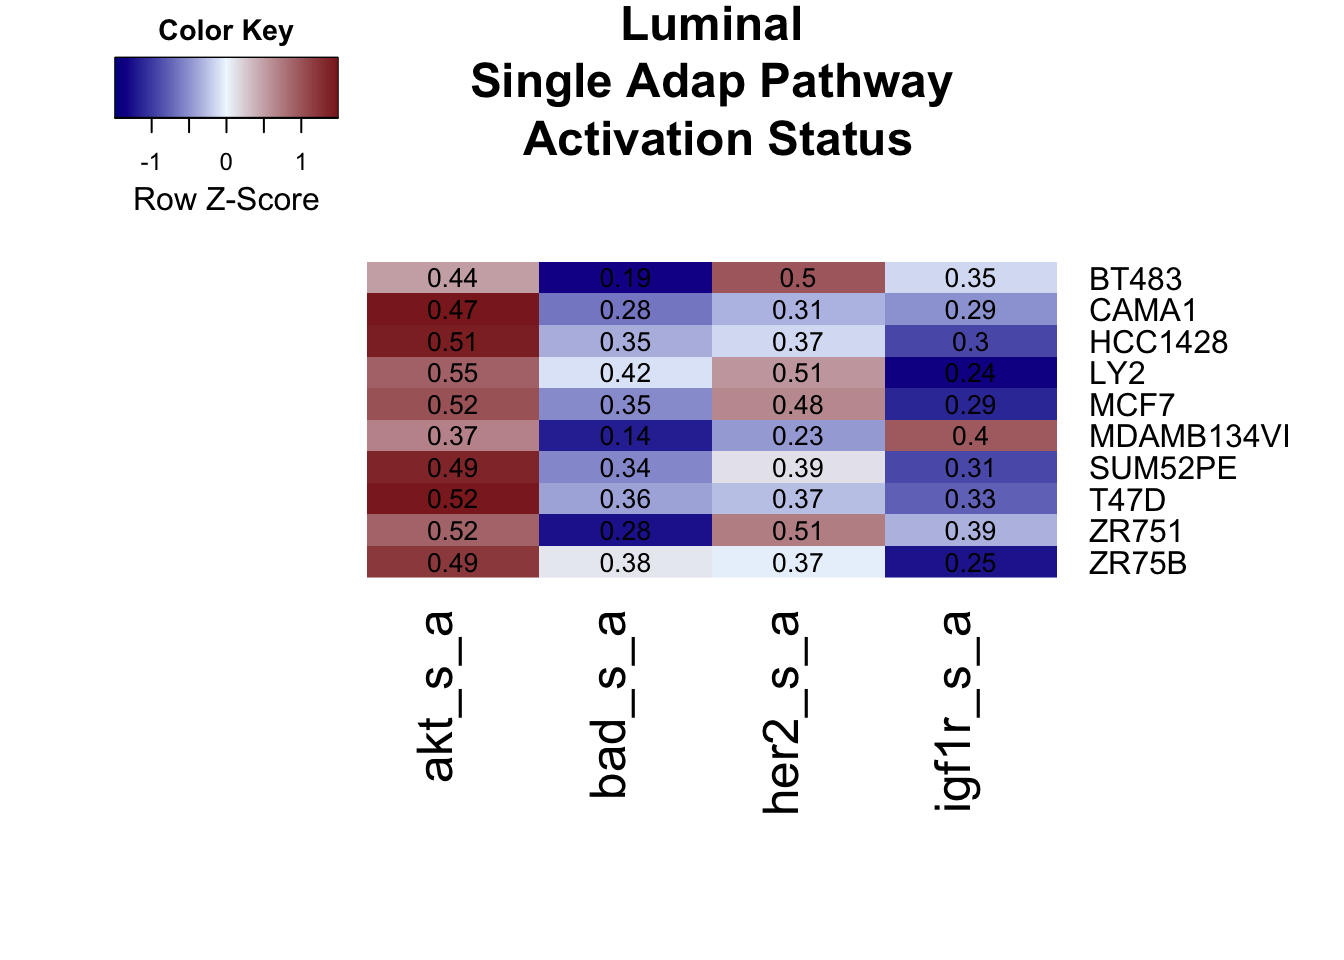 Color Key
-1 0 1
Row Z-Score
Luminal
Single Adap Pathway
Activation Status
0.44 0.19 0.5 0.35 BT483
0.47 0.28 0.31 0.29 CAMA1
0.51 0.35 0.37 0.3 HCC1428
0.55 0.42 0.51 0.24 LY2
0.52 0.35 0.48 0.29 MCF7
0.37 0.14 0.23 0.4 MDAMB134VI
0.49 0.34 0.39 0.31 SUM52PE
0.52 0.36 0.37 0.33 T47D
0.52 0.28 0.51 0.39 ZR751
0.49 0.38 0.37 0.25 ZR75B
akt_s_a
bad_s_a
her2_s_a
igf1r_s_a